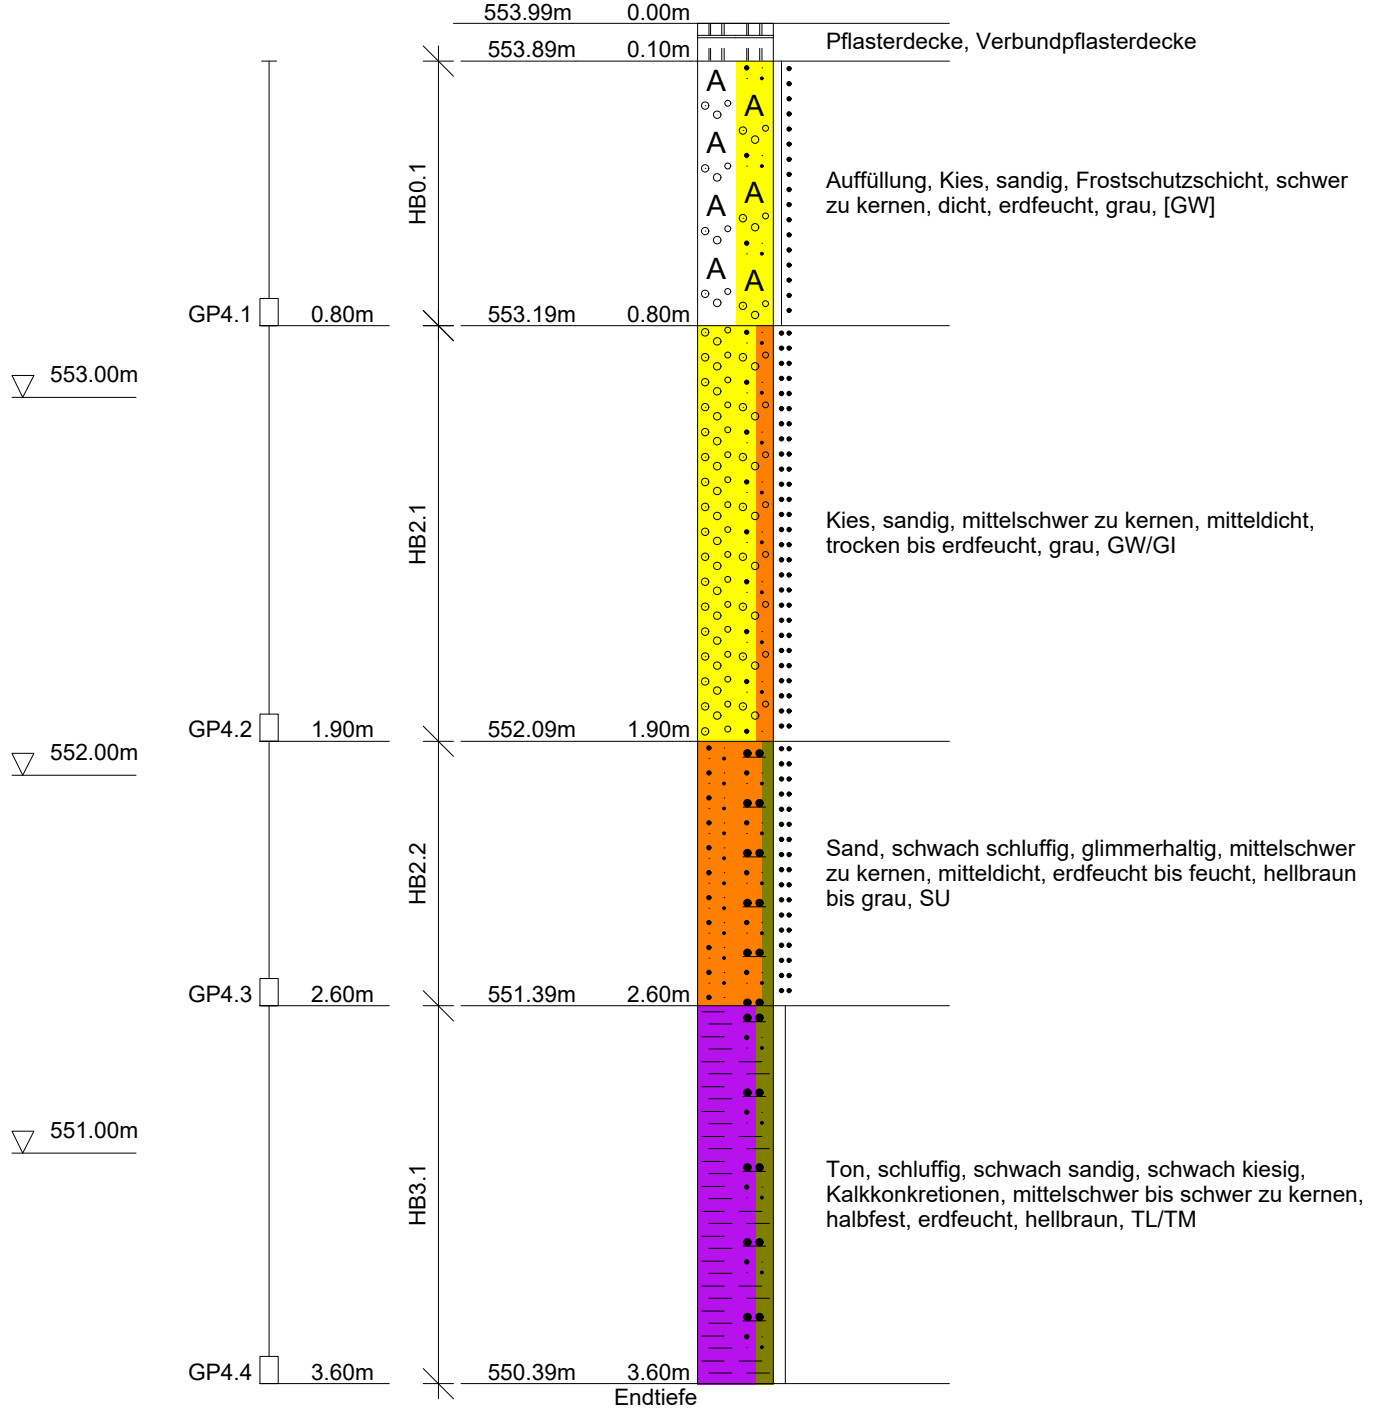 553.99m 0.00m
Pflasterdecke, Verbundpflasterdecke
553.89m 0.10m
A
A
A
A
A
A
A
HB0.1
Auffüllung, Kies, sandig, Frostschutzschicht, schwer
zu kernen, dicht, erdfeucht, grau, [GW]
GP4.1 0.80m 553.19m 0.80m
553.00m
HB2.1
Kies, sandig, mittelschwer zu kernen, mitteldicht,
trocken bis erdfeucht, grau, GW/GI
GP4.2 1.90m 552.09m 1.90m
552.00m
HB2.2
Sand, schwach schluffig, glimmerhaltig, mittelschwer
zu kernen, mitteldicht, erdfeucht bis feucht, hellbraun
bis grau, SU
GP4.3 2.60m 551.39m 2.60m
551.00m
HB3.1
Ton, schluffig, schwach sandig, schwach kiesig,
Kalkkonkretionen, mittelschwer bis schwer zu kernen,
halbfest, erdfeucht, hellbraun, TL/TM
GP4.4 3.60m 550.39m 3.60m
Endtiefe